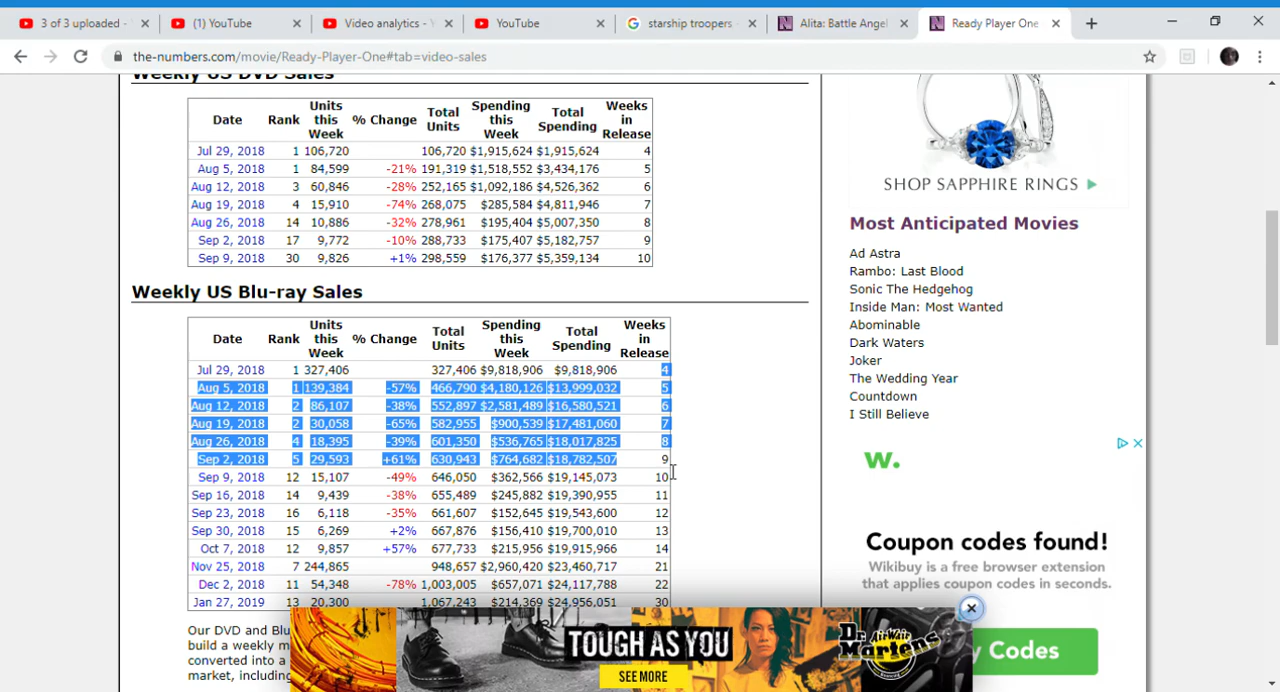 3 of 3 uploaded -
(1) YouTube
Video analytics - Y
YouTube
starship troopers -
Alita: Battle Angel
Ready Player One
the-numbers.com/movie/Ready-Player-One#tab=video-sales
Weekly US DVD Sales
Date Rank Units this Week % Change Total Units Spending this Week Total Spending Weeks in Release
Jul 29, 2018 1 106,720 106,720 $1,915,624 $1,915,624 4
Aug 5, 2018 1 84,599 -21% 191,319 $1,518,552 $3,434,176 5
Aug 12, 2018 3 60,846 -28% 252,165 $1,092,186 $4,526,362 6
Aug 19, 2018 4 15,910 -74% 268,075 $285,584 $4,811,946 7
Aug 26, 2018 14 10,886 -32% 278,961 $195,404 $5,007,350 8
Sep 2, 2018 17 9,772 -10% 288,733 $175,407 $5,182,757 9
Sep 9, 2018 30 9,826 +1% 298,559 $176,377 $5,359,134 10
Weekly US Blu-ray Sales
Date Rank Units this Week % Change Total Units Spending this Week Total Spending Weeks in Release
Jul 29, 2018 1 327,406 327,406 $9,818,906 $9,818,906 4
Aug 5, 2018 1 139,384 -57% 466,790 $4,180,126 $13,999,032 5
Aug 12, 2018 2 86,107 -38% 552,897 $2,581,489 $16,580,521 6
Aug 19, 2018 2 30,058 -65% 582,955 $900,539 $17,481,060 7
Aug 26, 2018 4 18,395 -39% 601,350 $536,765 $18,017,825 8
Sep 2, 2018 5 29,593 +61% 630,943 $764,682 $18,782,507 9
Sep 9, 2018 12 15,107 -49% 646,050 $362,566 $19,145,073 10
Sep 16, 2018 14 9,439 -38% 655,489 $245,882 $19,390,955 11
Sep 23, 2018 16 6,118 -35% 661,607 $152,645 $19,543,600 12
Sep 30, 2018 15 6,269 +2% 667,876 $156,410 $19,700,010 13
Oct 7, 2018 12 9,857 +57% 677,733 $215,956 $19,915,966 14
Nov 25, 2018 7 244,865 948,657 $2,960,420 $23,460,717 21
Dec 2, 2018 11 54,348 -78% 1,003,005 $657,071 $24,117,788 22
Jan 27, 2019 13 20,300 1,067,243 $214,369 $24,956,051 30
Our DVD and Blu
build a weekly m
converted into a
market, including
SHOP SAPPHIRE RINGS
Most Anticipated Movies
Ad Astra
Rambo: Last Blood
Sonic The Hedgehog
Inside Man: Most Wanted
Abominable
Dark Waters
Joker
The Wedding Year
Countdown
I Still Believe
w.
Coupon codes found!
Wikibuy is a free browser extension
that applies coupon codes in seconds.
y Codes
TOUGH AS YOU
SEE MORE
Dr. Martens
AirWair